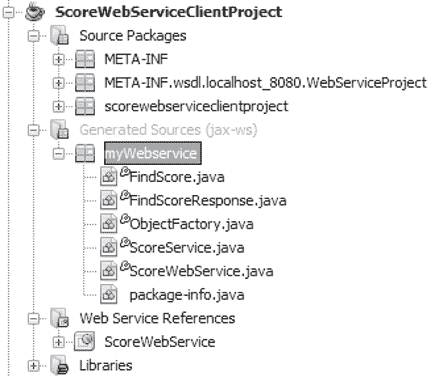 ScoreWebServiceClientProject
Source Packages
META-INF
META-INF.wsdl.localhost_8080.WebServiceProject
scorewebserviceclientproject
Generated Sources (jax-ws)
myWebservice
FindScore.java
FindScoreResponse.java
ObjectFactory.java
ScoreService.java
ScoreWebService.java
package-info.java
Web Service References
ScoreWebService
Libraries